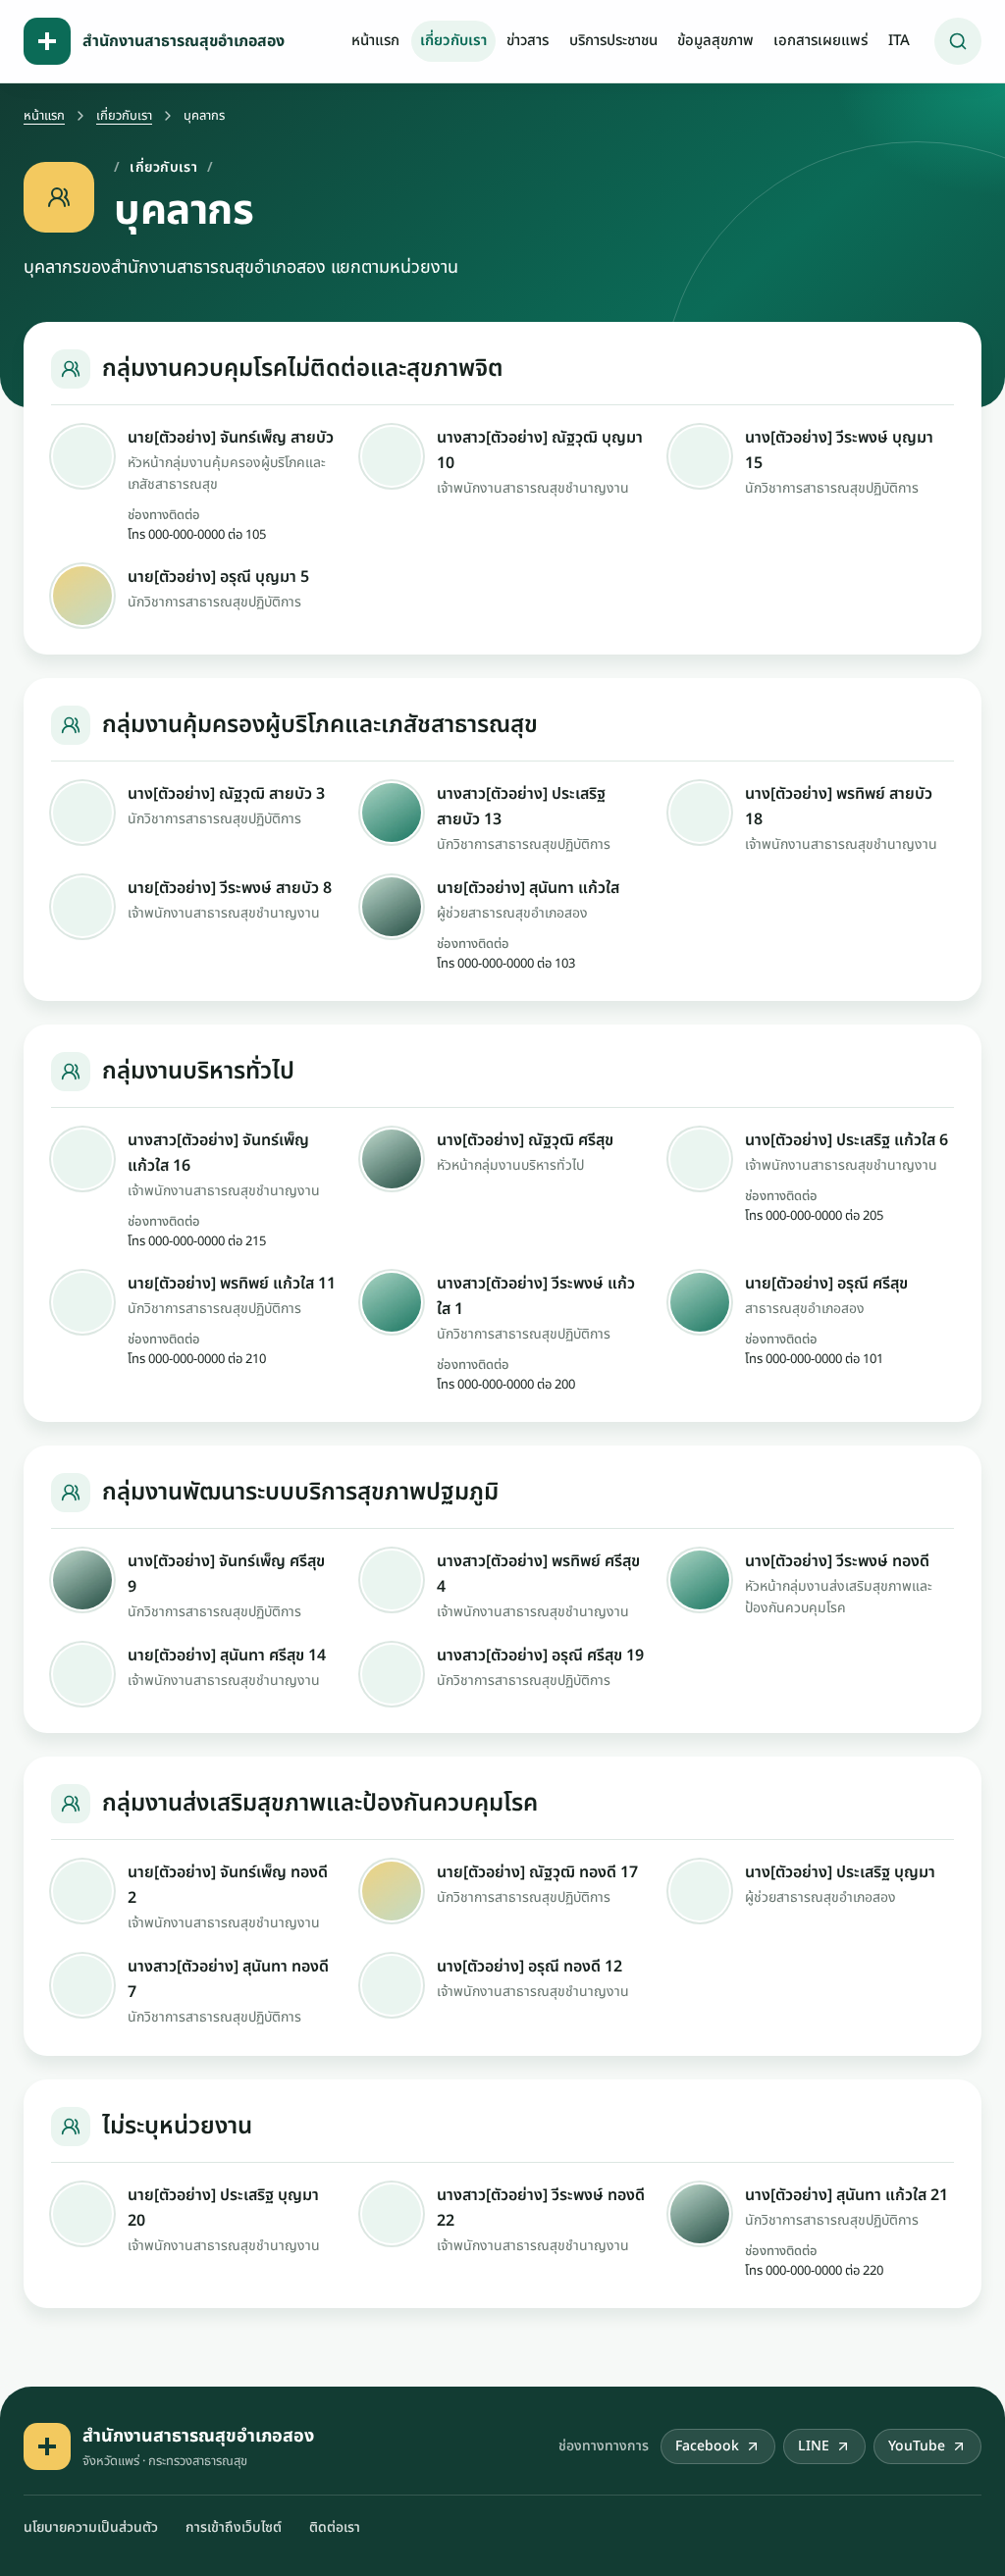 สำนักงานสาธารณสุขอำเภอสอง
หน้าแรก เกี่ยวกับเรา ข่าวสาร บริการประชาชน ข้อมูลสุขภาพ เอกสารเผยแพร่ ITA
หน้าแรก > เกี่ยวกับเรา > บุคลากร
/ เกี่ยวกับเรา /
บุคลากร
บุคลากรของสำนักงานสาธารณสุขอำเภอสอง แยกตามหน่วยงาน
กลุ่มงานควบคุมโรคไม่ติดต่อและสุขภาพจิต
นาย[ตัวอย่าง] จันทร์เพ็ญ สายบัว
หัวหน้ากลุ่มงานคุ้มครองผู้บริโภคและ
เภสัชสาธารณสุข
ช่องทางติดต่อ
โทร 000-000-0000 ต่อ 105
นางสาว[ตัวอย่าง] ณัฐวุฒิ บุญมา
10
เจ้าพนักงานสาธารณสุขชำนาญงาน
นาง[ตัวอย่าง] วีระพงษ์ บุญมา
15
นักวิชาการสาธารณสุขปฏิบัติการ
นาย[ตัวอย่าง] อรุณี บุญมา 5
นักวิชาการสาธารณสุขปฏิบัติการ
กลุ่มงานคุ้มครองผู้บริโภคและเภสัชสาธารณสุข
นาง[ตัวอย่าง] ณัฐวุฒิ สายบัว 3
นักวิชาการสาธารณสุขปฏิบัติการ
นางสาว[ตัวอย่าง] ประเสริฐ
สายบัว 13
นักวิชาการสาธารณสุขปฏิบัติการ
นาง[ตัวอย่าง] พรทิพย์ สายบัว
18
เจ้าพนักงานสาธารณสุขชำนาญงาน
นาย[ตัวอย่าง] วีระพงษ์ สายบัว 8
เจ้าพนักงานสาธารณสุขชำนาญงาน
นาย[ตัวอย่าง] สุนันทา แก้วใส
ผู้ช่วยสาธารณสุขอำเภอสอง
ช่องทางติดต่อ
โทร 000-000-0000 ต่อ 103
กลุ่มงานบริหารทั่วไป
นางสาว[ตัวอย่าง] จันทร์เพ็ญ
แก้วใส 16
เจ้าพนักงานสาธารณสุขชำนาญงาน
ช่องทางติดต่อ
โทร 000-000-0000 ต่อ 215
นาง[ตัวอย่าง] ณัฐวุฒิ ศรีสุข
หัวหน้ากลุ่มงานบริหารทั่วไป
นาง[ตัวอย่าง] ประเสริฐ แก้วใส 6
เจ้าพนักงานสาธารณสุขชำนาญงาน
ช่องทางติดต่อ
โทร 000-000-0000 ต่อ 205
นาย[ตัวอย่าง] พรทิพย์ แก้วใส 11
นักวิชาการสาธารณสุขปฏิบัติการ
ช่องทางติดต่อ
โทร 000-000-0000 ต่อ 210
นางสาว[ตัวอย่าง] วีระพงษ์ แก้ว
ใส 1
นักวิชาการสาธารณสุขปฏิบัติการ
ช่องทางติดต่อ
โทร 000-000-0000 ต่อ 200
นาย[ตัวอย่าง] อรุณี ศรีสุข
สาธารณสุขอำเภอสอง
ช่องทางติดต่อ
โทร 000-000-0000 ต่อ 101
กลุ่มงานพัฒนาระบบบริการสุขภาพปฐมภูมิ
นาง[ตัวอย่าง] จันทร์เพ็ญ ศรีสุข
9
นักวิชาการสาธารณสุขปฏิบัติการ
นางสาว[ตัวอย่าง] พรทิพย์ ศรีสุข
4
เจ้าพนักงานสาธารณสุขชำนาญงาน
นาง[ตัวอย่าง] วีระพงษ์ ทองดี
หัวหน้ากลุ่มงานส่งเสริมสุขภาพและ
ป้องกันควบคุมโรค
นาย[ตัวอย่าง] สุนันทา ศรีสุข 14
เจ้าพนักงานสาธารณสุขชำนาญงาน
นางสาว[ตัวอย่าง] อรุณี ศรีสุข 19
นักวิชาการสาธารณสุขปฏิบัติการ
กลุ่มงานส่งเสริมสุขภาพและป้องกันควบคุมโรค
นาย[ตัวอย่าง] จันทร์เพ็ญ ทองดี
2
เจ้าพนักงานสาธารณสุขชำนาญงาน
นาย[ตัวอย่าง] ณัฐวุฒิ ทองดี 17
นักวิชาการสาธารณสุขปฏิบัติการ
นาง[ตัวอย่าง] ประเสริฐ บุญมา
ผู้ช่วยสาธารณสุขอำเภอสอง
นางสาว[ตัวอย่าง] สุนันทา ทองดี
7
นักวิชาการสาธารณสุขปฏิบัติการ
นาง[ตัวอย่าง] อรุณี ทองดี 12
เจ้าพนักงานสาธารณสุขชำนาญงาน
ไม่ระบุหน่วยงาน
นาย[ตัวอย่าง] ประเสริฐ บุญมา
20
เจ้าพนักงานสาธารณสุขชำนาญงาน
นางสาว[ตัวอย่าง] วีระพงษ์ ทองดี
22
เจ้าพนักงานสาธารณสุขชำนาญงาน
นาง[ตัวอย่าง] สุนันทา แก้วใส 21
นักวิชาการสาธารณสุขปฏิบัติการ
ช่องทางติดต่อ
โทร 000-000-0000 ต่อ 220
สำนักงานสาธารณสุขอำเภอสอง
จังหวัดแพร่ · กระทรวงสาธารณสุข
ช่องทางทางการ Facebook LINE YouTube
นโยบายความเป็นส่วนตัว การเข้าถึงเว็บไซต์ ติดต่อเรา